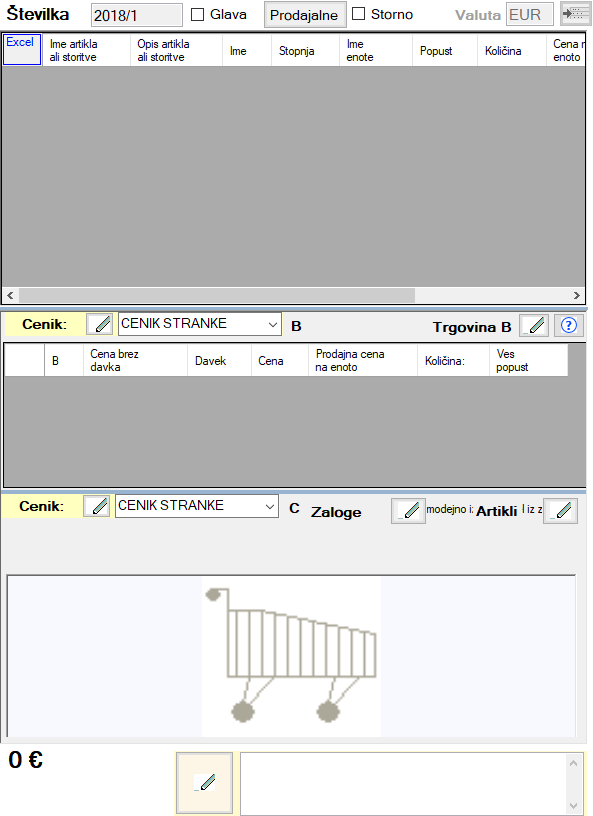 Številka 2018/1 Glava Prodajalne Storno Valuta EUR
Excel Ime artikla ali storitve Opis artikla ali storitve Ime Stopnja Ime enote Popust Količina Cena enoto
Cenik: CENIK STRANKE B Trgovina B ?
B Cena brez davka Davek Cena Prodajna cena na enoto Količina: Ves popust
Cenik: CENIK STRANKE C Zaloge modejno Artikli iz z
0 €